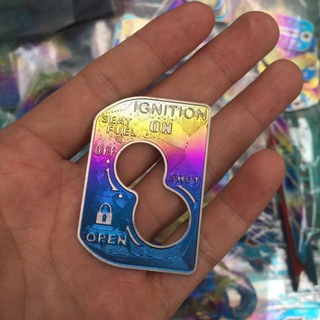 IGNITION
ON
SEAT
FUEL
OFF
SHUT
OPEN